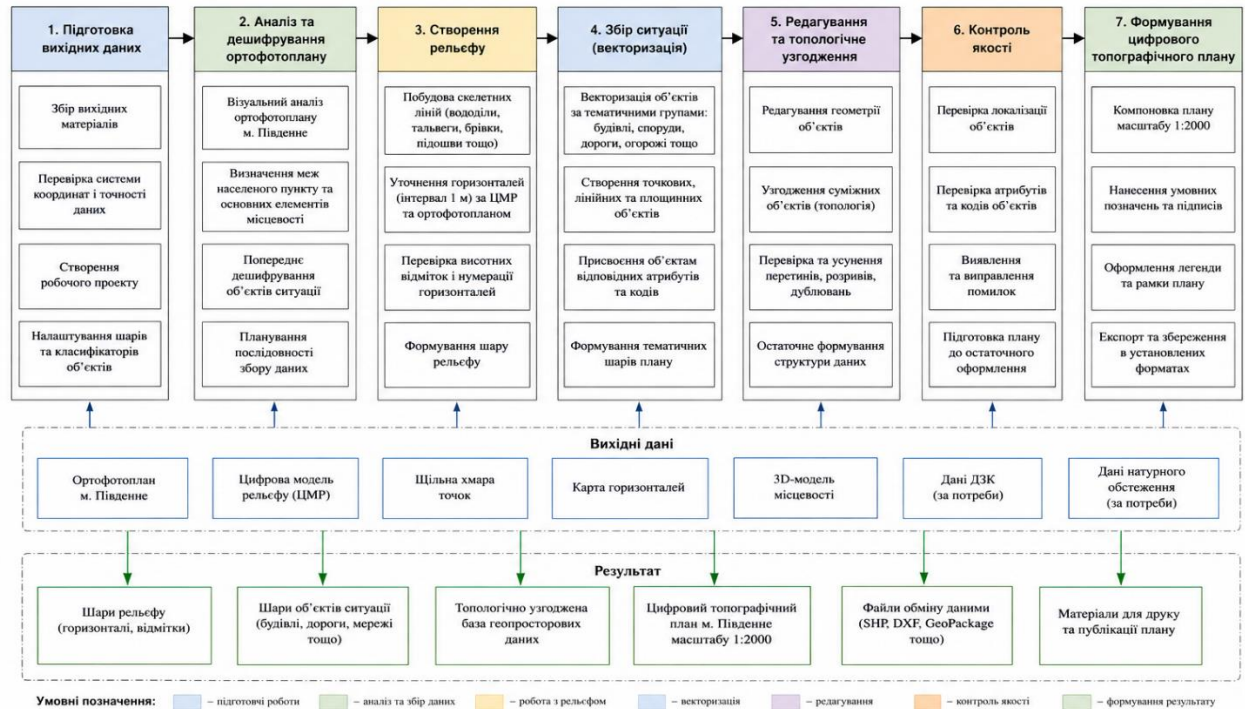 1. Підготовка
вихідних даних
2. Аналіз та
дешифрування
ортофотоплану
3. Створення
рельєфу
4. Збір ситуації
(векторизація)
5. Редагування
та топологічне
узгодження
6. Контроль
якості
7. Формування
цифрового
топографічного плану
Збір вихідних
матеріалів
Перевірка системи
координат і точності
даних
Створення
робочого проекту
Налаштування шарів
та класифікаторів
об’єктів
Візуальний аналіз
ортофотоплану
м. Південне
Визначення меж
населеного пункту та
основних елементів
місцевості
Попереднє
дешифрування
об’єктів ситуації
Планування
послідовності
збору даних
Побудова скелетних
ліній (вододіли,
тальвеги, брівки,
підошви тощо)
Уточнення горизонталей
(інтервал 1 м) за ЦМР
та ортофотопланом
Перевірка висотних
відміток і нумерації
горизонталей
Формування шару
рельєфу
Векторизація об’єктів
за тематичними групами:
будівлі, споруди,
дороги, огорожі тощо
Створення точкових,
лінійних та площинних
об’єктів
Присвоєння об’єктам
відповідних атрибутів
та кодів
Формування тематичних
шарів плану
Редагування геометрії
об’єктів
Узгодження суміжних
об’єктів (топологія)
Перевірка та усунення
перетинів, розривів,
дублювань
Остаточне формування
структури даних
Перевірка локалізації
об’єктів
Перевірка атрибутів
та кодів об’єктів
Виявлення
та виправлення
помилок
Підготовка плану
до остаточного
оформлення
Компоновка плану
масштабу 1:2000
Нанесення умовних
позначень та підписів
Оформлення легенди
та рамки плану
Експорт та збереження
в установлених
форматах
Вихідні дані
Ортофотоплан
м. Південне
Цифрова модель
рельєфу (ЦМР)
Щільна хмара
точок
Карта горизонталей
3D-модель
місцевості
Дані ДЗК
(за потреби)
Дані натурного
обстеження
(за потреби)
Результат
Шари рельєфу
(горизонталі, відмітки)
Шари об’єктів ситуації
(будівлі, дороги, мережі
тощо)
Топологічно узгоджена
база геопросторових
даних
Цифровий топографічний
план м. Південне
масштабу 1:2000
Файли обміну даними
(SHP, DXF, GeoPackage
тощо)
Матеріали для друку
та публікації плану
Умовні позначення: – підготовчі роботи – аналіз та збір даних – робота з рельєфом – векторизація – редагування – контроль якості – формування результату